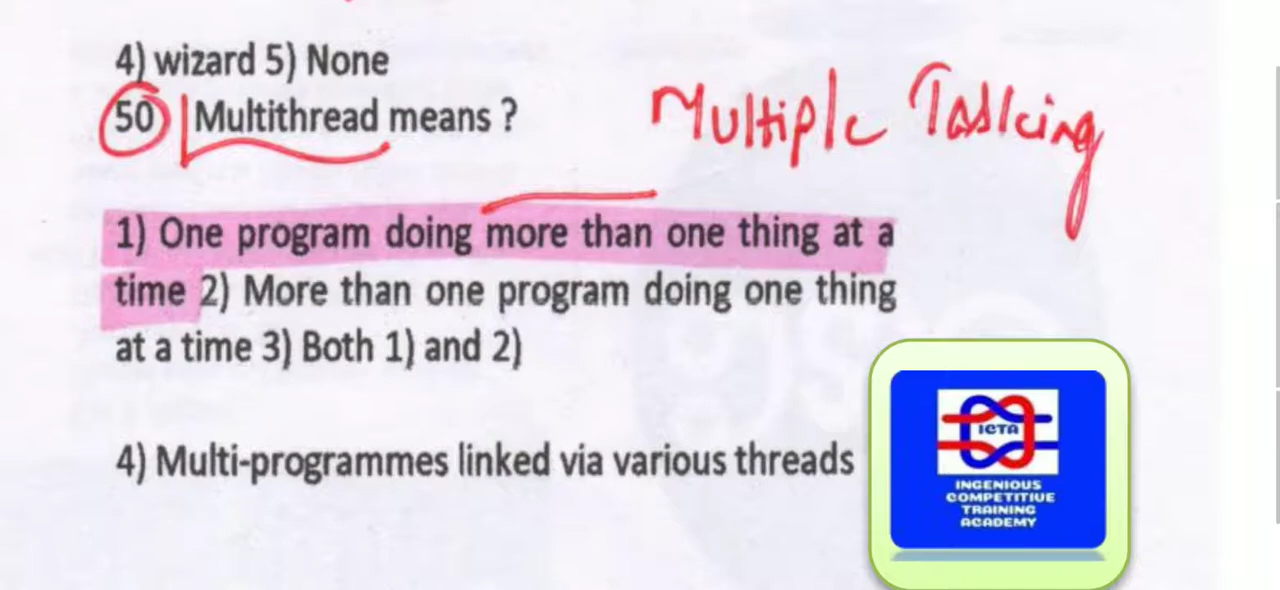 4) wizard 5) None
50 Multithread means ?
Multiple Tasking
1) One program doing more than one thing at a
time 2) More than one program doing one thing
at a time 3) Both 1) and 2)
4) Multi-programmes linked via various threads
ICTA
INGENIOUS
COMPETITIVE
TRAINING
ACADEMY